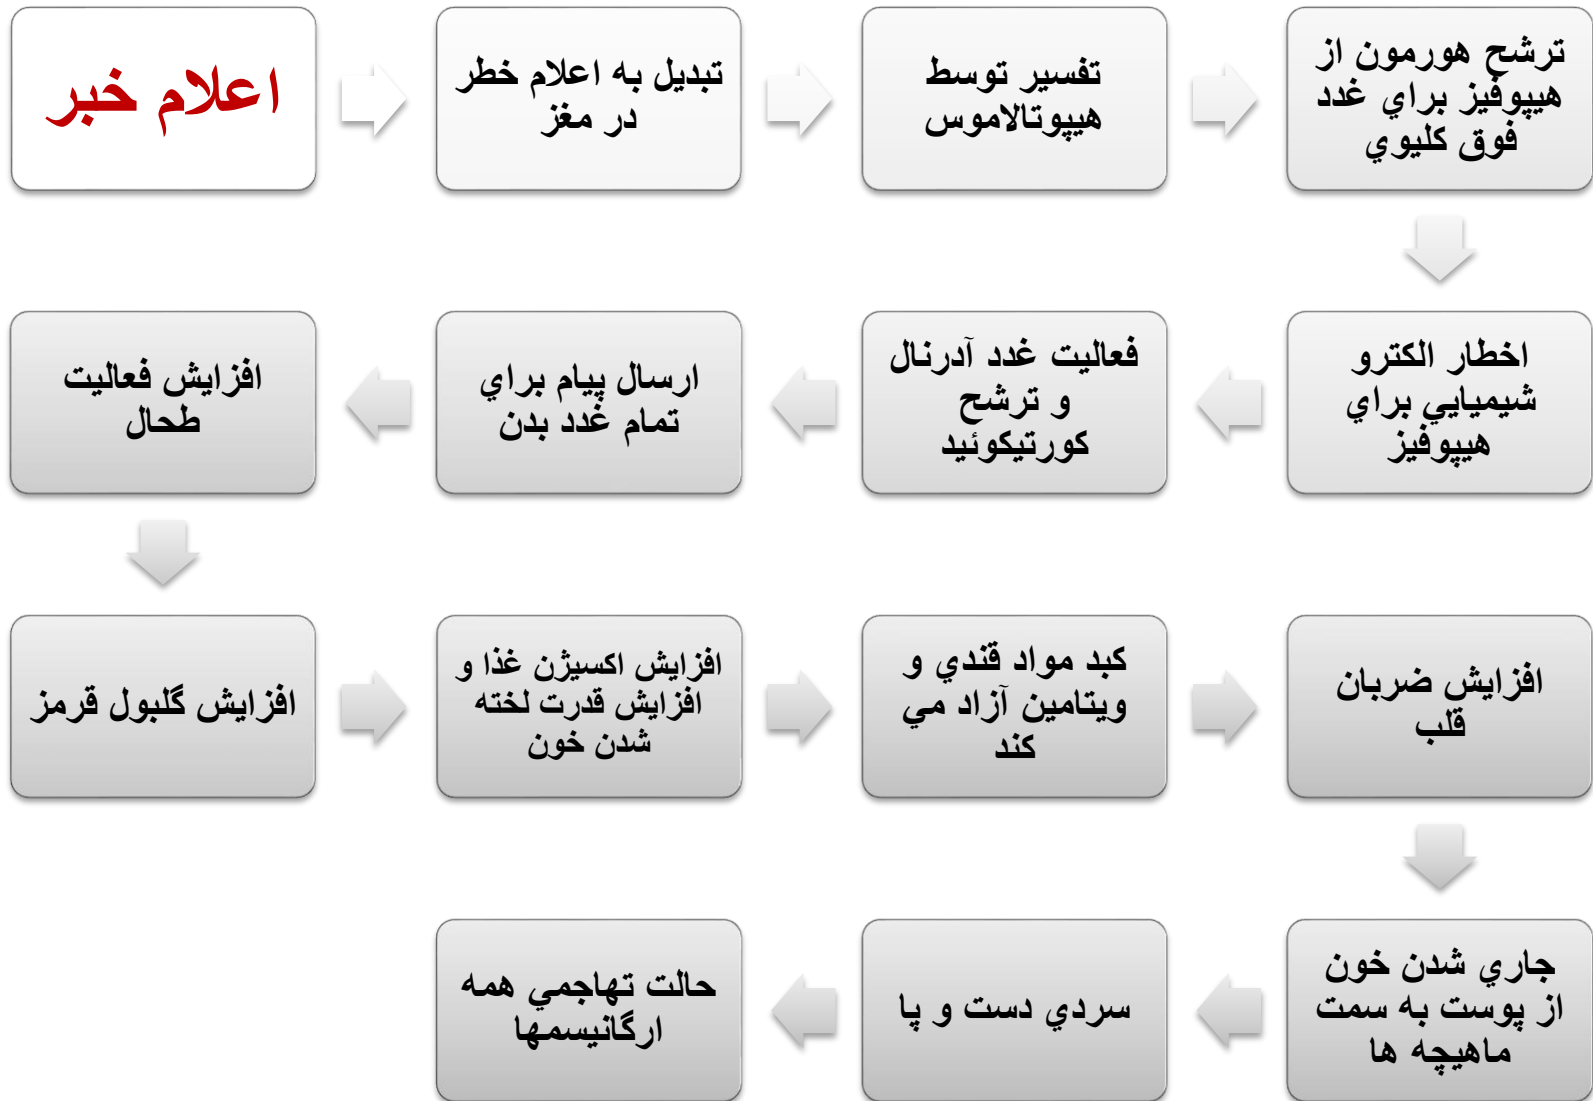 اعلام خبر
تبديل به اعلام خطر
در مغز
تفسير توسط
هيپوتالاموس
ترشح هورمون از
هيپوفيز براي غدد
فوق كليوي
اخطار الكترو
شيميايي براي
هيپوفيز
فعاليت غدد آدرنال
و ترشح
كورتيكوئيد
ارسال پيام براي
تمام غدد بدن
افزايش فعاليت
طحال
افزايش گلبول قرمز
افزايش اكسيژن غذا و
افزايش قدرت لخته
شدن خون
كبد مواد قندي و
ويتامين آزاد مي
كند
افزايش ضربان
قلب
جاري شدن خون
از پوست به سمت
ماهيچه ها
سردي دست و پا
حالت تهاجمي همه
ارگانيسمها